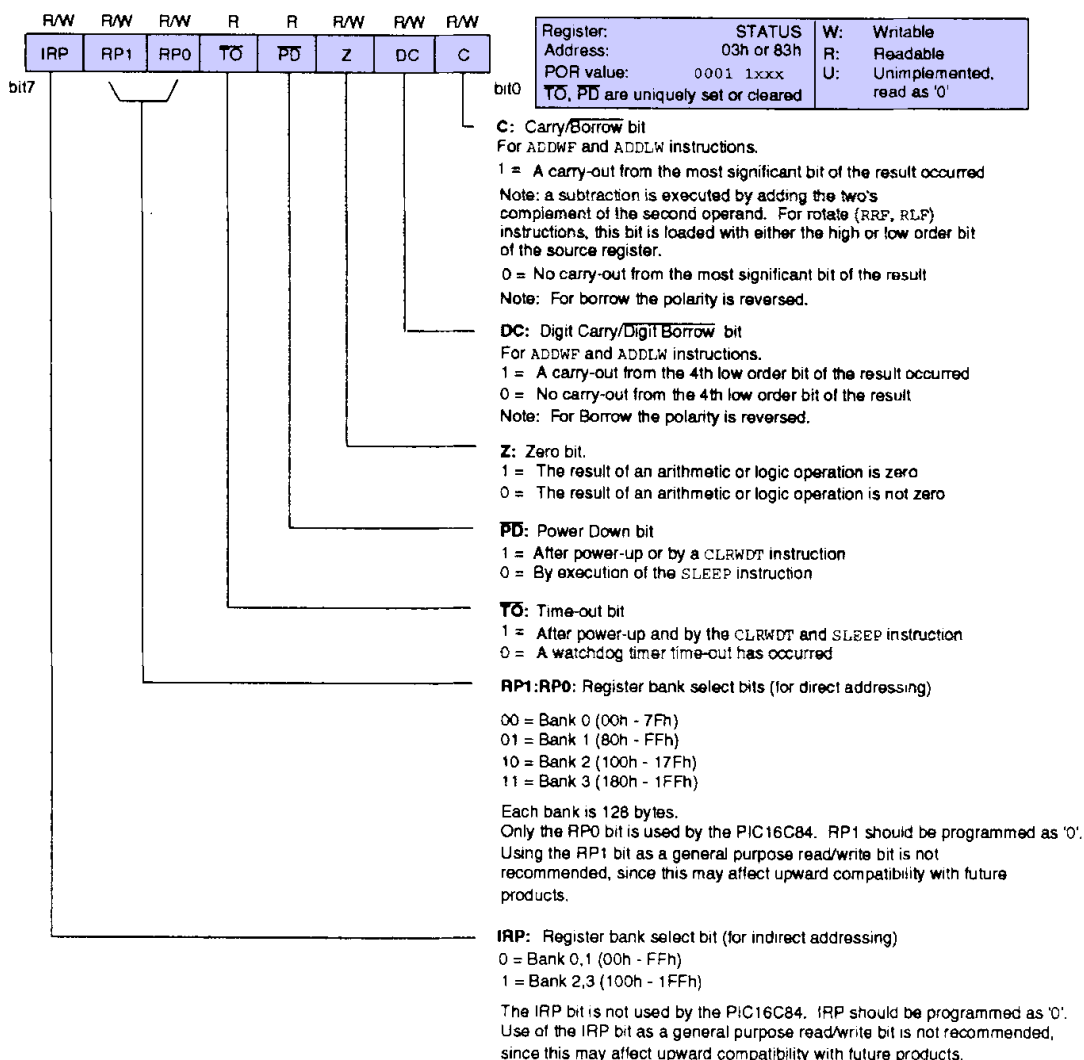 R/W R/W R/W R R R/W R/W R/W
IRP RP1 RP0 T̅O̅ P̅D̅ Z DC C
bit7 bit0
Register: STATUS
Address: 03h or 83h
POR value: 0001 1xxx
T̅O̅, P̅D̅ are uniquely set or cleared
W: Writable
R: Readable
U: Unimplemented,
read as '0'
C: Carry/B̅o̅r̅r̅o̅w̅ bit
For ADDWF and ADDLW instructions.
1 = A carry-out from the most significant bit of the result occurred
Note: a subtraction is executed by adding the two's
complement of the second operand. For rotate (RRF, RLF)
instructions, this bit is loaded with either the high or low order bit
of the source register.
0 = No carry-out from the most significant bit of the result
Note: For borrow the polarity is reversed.
DC: Digit Carry/D̅i̅g̅i̅t̅ B̅o̅r̅r̅o̅w̅ bit
For ADDWF and ADDLW instructions.
1 = A carry-out from the 4th low order bit of the result occurred
0 = No carry-out from the 4th low order bit of the result
Note: For Borrow the polarity is reversed.
Z: Zero bit.
1 = The result of an arithmetic or logic operation is zero
0 = The result of an arithmetic or logic operation is not zero
P̅D̅: Power Down bit
1 = After power-up or by a CLRWDT instruction
0 = By execution of the SLEEP instruction
T̅O̅: Time-out bit
1 = After power-up and by the CLRWDT and SLEEP instruction
0 = A watchdog timer time-out has occurred
RP1:RP0: Register bank select bits (for direct addressing)
00 = Bank 0 (00h - 7Fh)
01 = Bank 1 (80h - FFh)
10 = Bank 2 (100h - 17Fh)
11 = Bank 3 (180h - 1FFh)
Each bank is 128 bytes.
Only the RP0 bit is used by the PIC16C84. RP1 should be programmed as '0'.
Using the RP1 bit as a general purpose read/write bit is not
recommended, since this may affect upward compatibility with future
products.
IRP: Register bank select bit (for indirect addressing)
0 = Bank 0,1 (00h - FFh)
1 = Bank 2,3 (100h - 1FFh)
The IRP bit is not used by the PIC16C84. IRP should be programmed as '0'.
Use of the IRP bit as a general purpose read/write bit is not recommended,
since this may affect upward compatibility with future products.